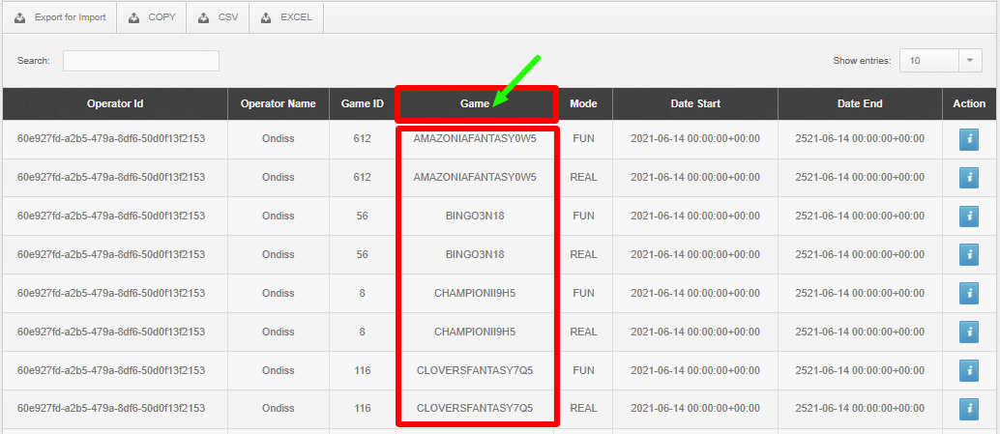 Export for Import COPY CSV EXCEL
Search: Show entries: 10
Operator Id Operator Name Game ID Game Mode Date Start Date End Action
60e927fd-a2b5-479a-8df6-50d0f13f2153 Ondiss 612 AMAZONIAFANTASY0W5 FUN 2021-06-14 00:00:00+00:00 2521-06-14 00:00:00+00:00 i
60e927fd-a2b5-479a-8df6-50d0f13f2153 Ondiss 612 AMAZONIAFANTASY0W5 REAL 2021-06-14 00:00:00+00:00 2521-06-14 00:00:00+00:00 i
60e927fd-a2b5-479a-8df6-50d0f13f2153 Ondiss 56 BINGO3N18 FUN 2021-06-14 00:00:00+00:00 2521-06-14 00:00:00+00:00 i
60e927fd-a2b5-479a-8df6-50d0f13f2153 Ondiss 56 BINGO3N18 REAL 2021-06-14 00:00:00+00:00 2521-06-14 00:00:00+00:00 i
60e927fd-a2b5-479a-8df6-50d0f13f2153 Ondiss 8 CHAMPIONII9H5 FUN 2021-06-14 00:00:00+00:00 2521-06-14 00:00:00+00:00 i
60e927fd-a2b5-479a-8df6-50d0f13f2153 Ondiss 8 CHAMPIONII9H5 REAL 2021-06-14 00:00:00+00:00 2521-06-14 00:00:00+00:00 i
60e927fd-a2b5-479a-8df6-50d0f13f2153 Ondiss 116 CLOVERSFANTASY7Q5 FUN 2021-06-14 00:00:00+00:00 2521-06-14 00:00:00+00:00 i
60e927fd-a2b5-479a-8df6-50d0f13f2153 Ondiss 116 CLOVERSFANTASY7Q5 REAL 2021-06-14 00:00:00+00:00 2521-06-14 00:00:00+00:00 i